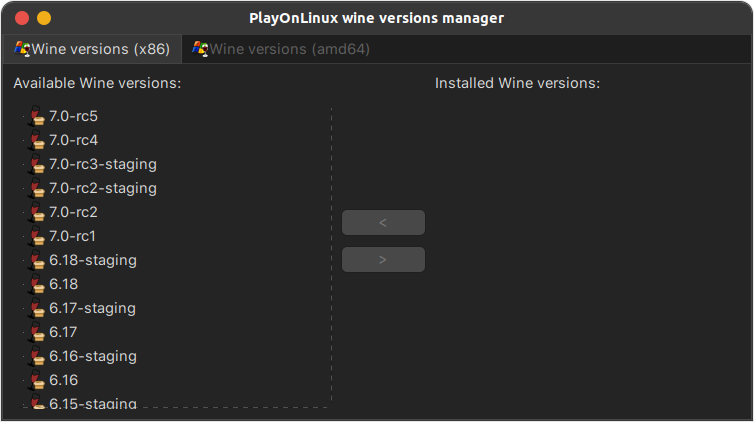 PlayOnLinux wine versions manager
Wine versions (x86)
Wine versions (amd64)
Available Wine versions:
Installed Wine versions:
7.0-rc5
7.0-rc4
7.0-rc3-staging
7.0-rc2-staging
7.0-rc2
7.0-rc1
6.18-staging
6.18
6.17-staging
6.17
6.16-staging
6.16
6.15-staging
<
>